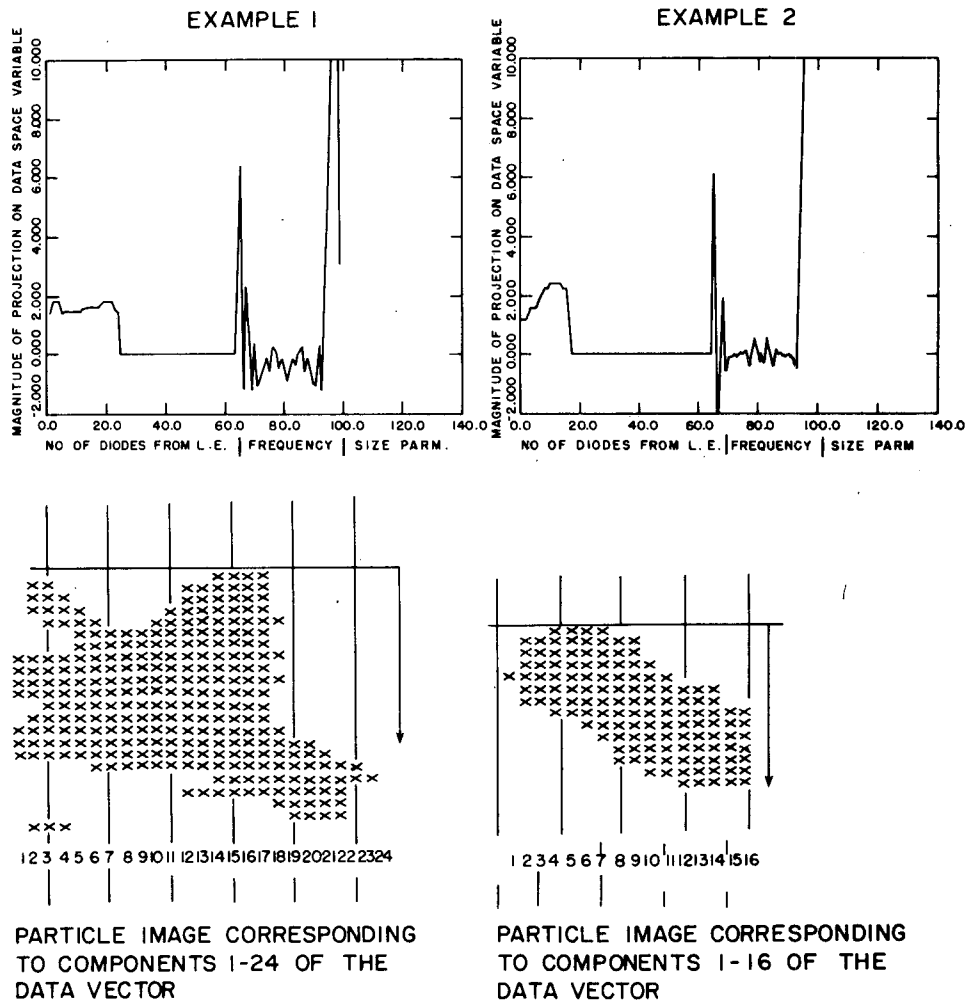 EXAMPLE 1
MAGNITUDE OF PROJECTION ON DATA SPACE VARIABLE
10.000
8.000
6.000
4.000
2.000
0.000
-2.000
0.0 20.0 40.0 60.0 80.0 100.0 120.0 140.0
NO OF DIODES FROM L.E. | FREQUENCY | SIZE PARM.
EXAMPLE 2
MAGNITUDE OF PROJECTION ON DATA SPACE VARIABLE
10.000
8.000
6.000
4.000
2.000
0.000
-2.000
0.0 20.0 40.0 60.0 80.0 100.0 120.0 140.0
NO OF DIODES FROM L.E. | FREQUENCY | SIZE PARM
1 2 3 4 5 6 7 8 9 10 11 12 13 14 15 16 17 18 19 20 21 22 23 24
PARTICLE IMAGE CORRESPONDING
TO COMPONENTS 1-24 OF THE
DATA VECTOR
1 2 3 4 5 6 7 8 9 10 11 12 13 14 15 16
PARTICLE IMAGE CORRESPONDING
TO COMPONENTS 1-16 OF THE
DATA VECTOR